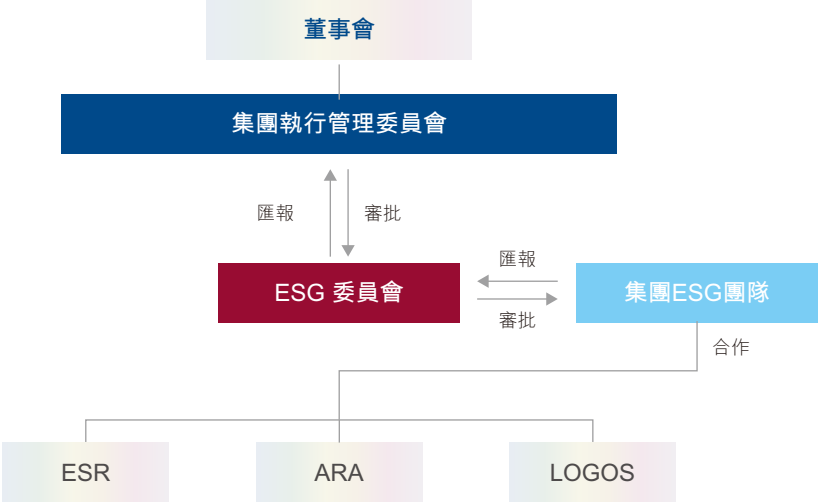 董事會
集團執行管理委員會
匯報
審批
ESG 委員會
匯報
審批
集團ESG團隊
合作
ESR
ARA
LOGOS